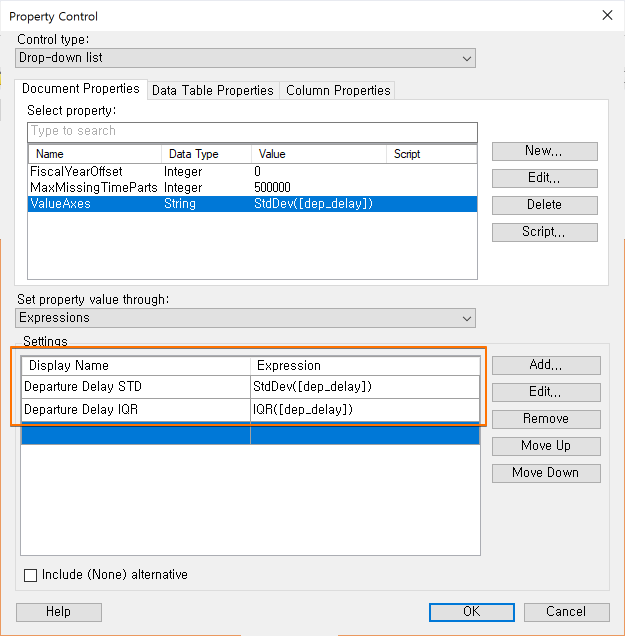 Property Control
Control type:
Drop-down list
Document Properties Data Table Properties Column Properties
Select property:
Type to search
Name Data Type Value Script
FiscalYearOffset Integer 0
MaxMissingTimeParts Integer 500000
ValueAxes String StdDev([dep_delay])
New...
Edit...
Delete
Script...
Set property value through:
Expressions
Settings
Display Name Expression
Departure Delay STD StdDev([dep_delay])
Departure Delay IQR IQR([dep_delay])
Add...
Edit...
Remove
Move Up
Move Down
Include (None) alternative
Help OK Cancel